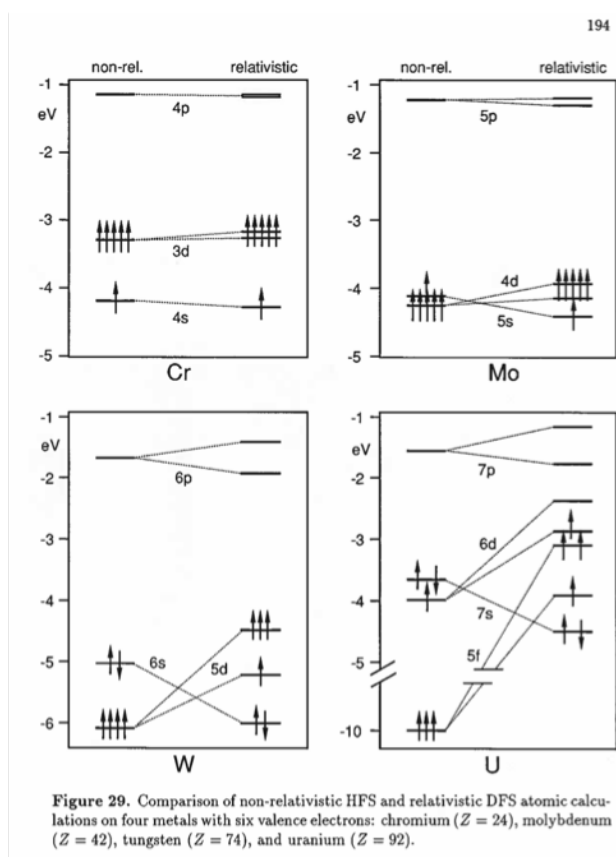 194
non-rel. relativistic
-1
eV
-2
-3
-4
-5
4p
3d
4s
Cr
non-rel. relativistic
-1
eV
-2
-3
-4
-5
5p
4d
5s
Mo
-1
eV
-2
-3
-4
-5
-6
6p
6s 5d
W
-1
eV
-2
-3
-4
-5
-10
7p
6d
7s
5f
U
Figure 29. Comparison of non-relativistic HFS and relativistic DFS atomic calcu-
lations on four metals with six valence electrons: chromium (Z = 24), molybdenum
(Z = 42), tungsten (Z = 74), and uranium (Z = 92).